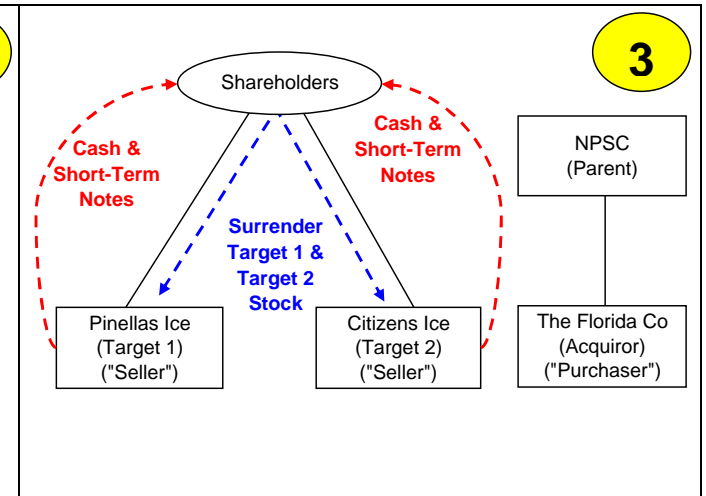 3
Shareholders
Cash &
Short-Term
Notes
Cash &
Short-Term
Notes
NPSC
(Parent)
Surrender
Target 1 &
Target 2
Stock
Pinellas Ice
(Target 1)
("Seller")
Citizens Ice
(Target 2)
("Seller")
The Florida Co
(Acquiror)
("Purchaser")